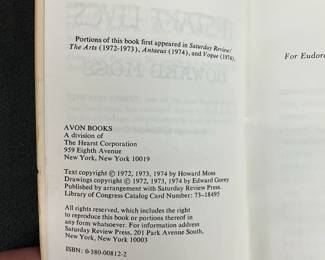 Portions of this book first appeared in Saturday Review/
The Arts (1972-1973), Antaeus (1974), and Vogue (1974).
For Eudor
AVON BOOKS
A division of
The Hearst Corporation
959 Eighth Avenue
New York, New York 10019
Text copyright © 1972, 1973, 1974 by Howard Moss
Drawings copyright © 1972, 1973, 1974 by Edward Gorey
Published by arrangement with Saturday Review Press.
Library of Congress Catalog Card Number: 73-18495
All rights reserved, which includes the right
to reproduce this book or portions thereof in
any form whatsoever. For information address
Saturday Review Press, 201 Park Avenue South,
New York, New York 10003
ISBN: 0-380-00812-2